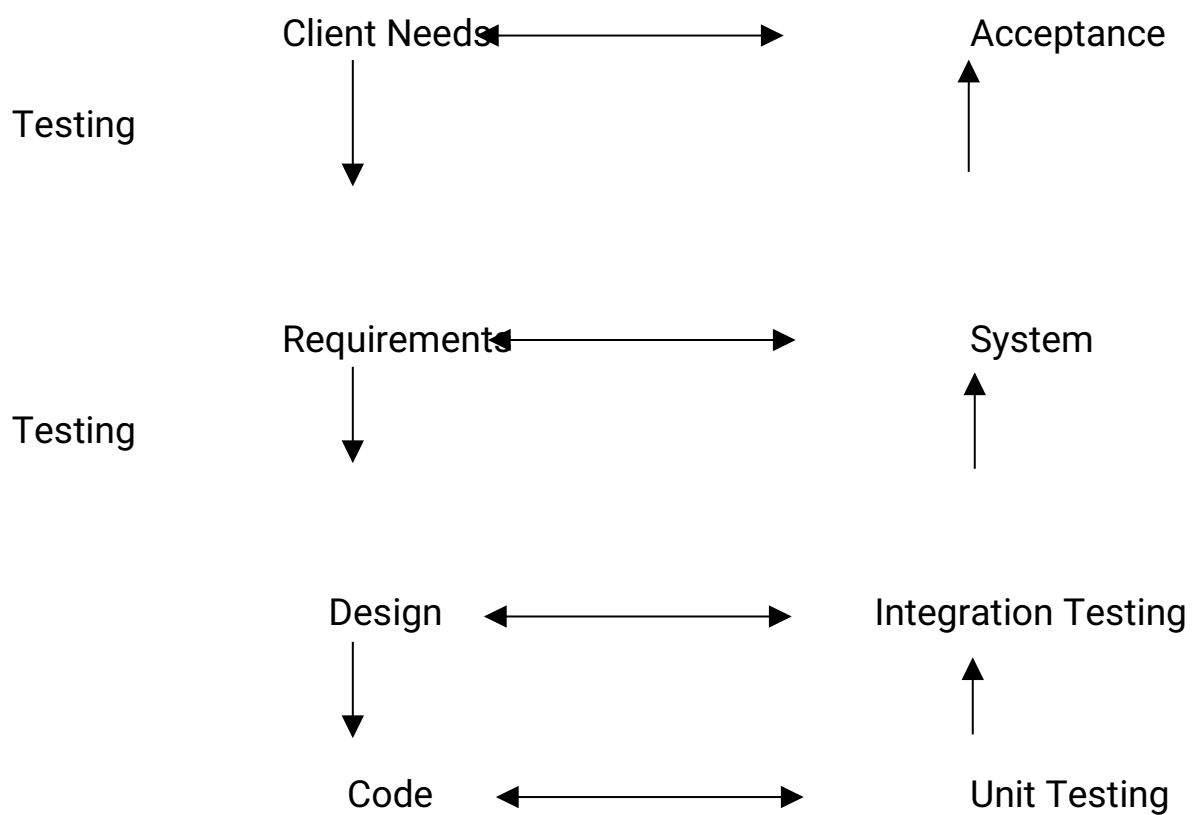 Client Needs Acceptance
Testing
Requirements System
Testing
Design Integration Testing
Code Unit Testing